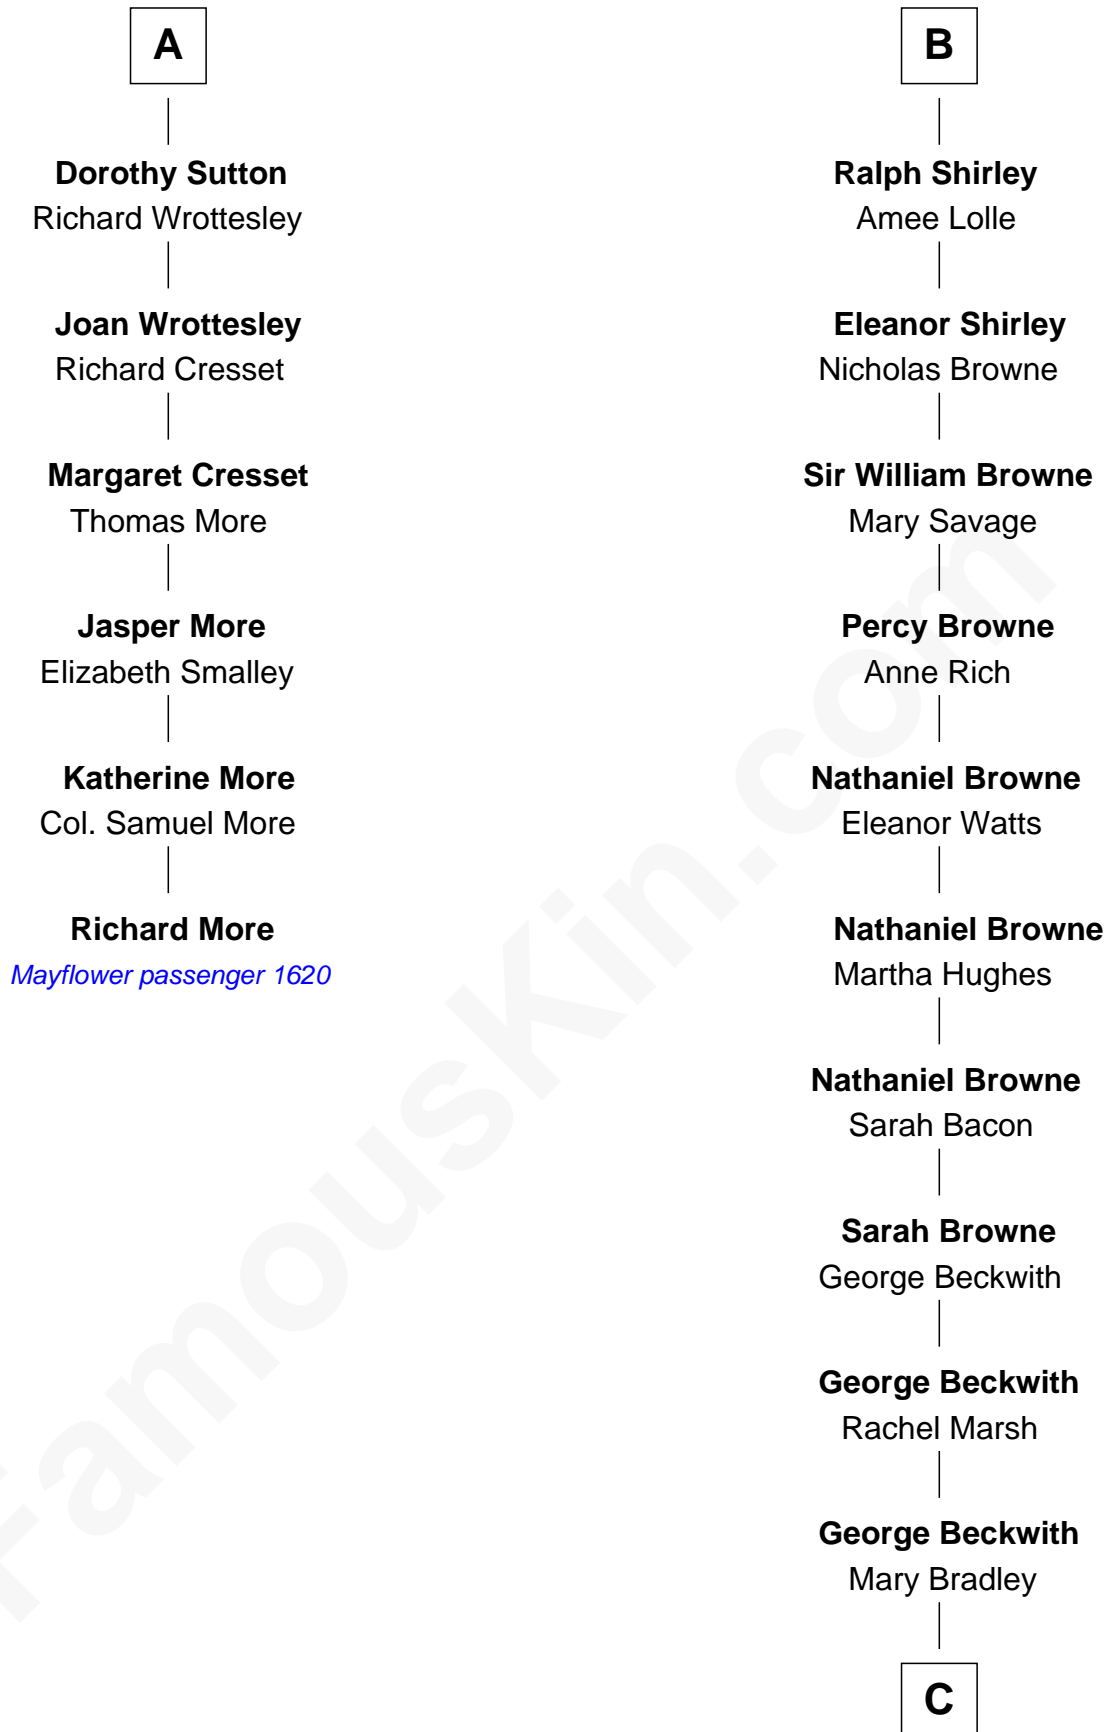 A
Dorothy Sutton
Richard Wrottesley
Joan Wrottesley
Richard Cresset
Margaret Cresset
Thomas More
Jasper More
Elizabeth Smalley
Katherine More
Col. Samuel More
Richard More
Mayflower passenger 1620
B
Ralph Shirley
Amee Lolle
Eleanor Shirley
Nicholas Browne
Sir William Browne
Mary Savage
Percy Browne
Anne Rich
Nathaniel Browne
Eleanor Watts
Nathaniel Browne
Martha Hughes
Nathaniel Browne
Sarah Bacon
Sarah Browne
George Beckwith
George Beckwith
Rachel Marsh
George Beckwith
Mary Bradley
C
FamousKin.com